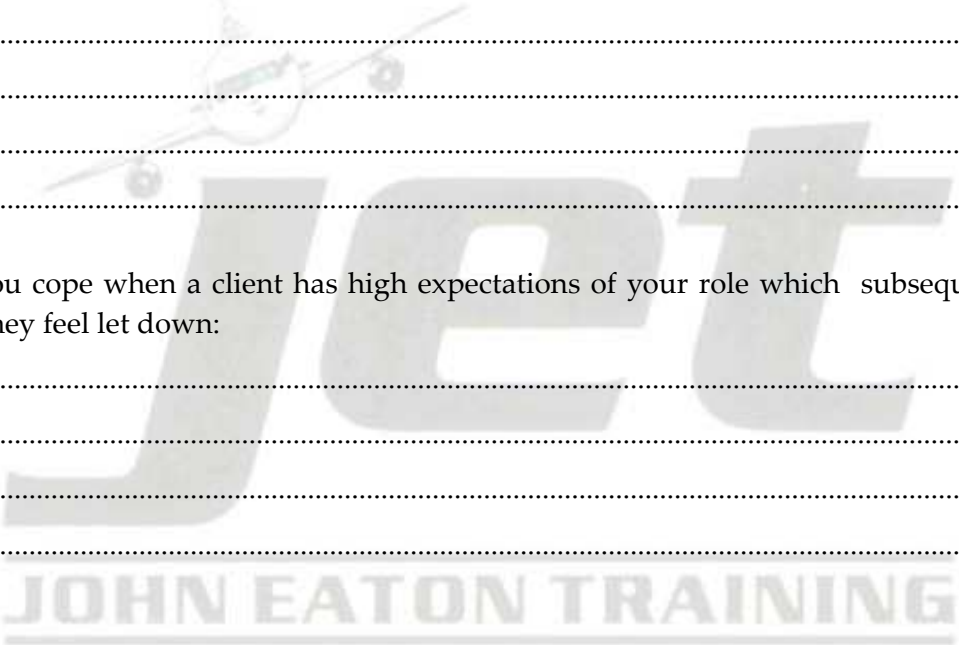 ....................................................................................................
....................................................................................................
....................................................................................................
....................................................................................................
ou cope when a client has high expectations of your role which subsequ
hey feel let down:
....................................................................................................
....................................................................................................
....................................................................................................
....................................................................................................
jet
JOHN EATON TRAINING